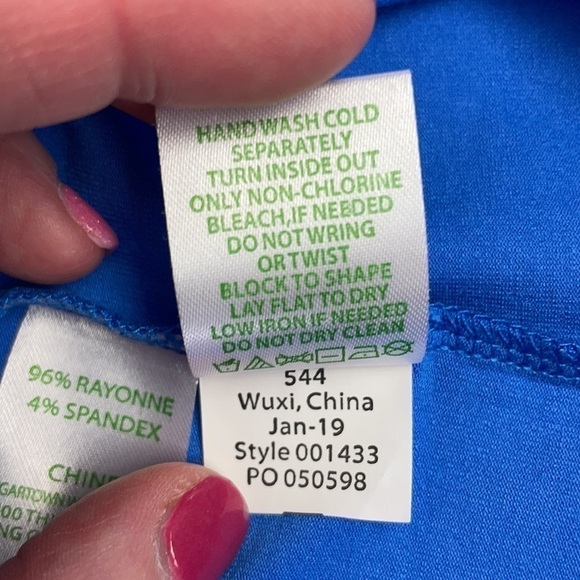 HAND WASH COLD
SEPARATELY
TURN INSIDE OUT
ONLY NON-CHLORINE
BLEACH,IF NEEDED
DO NOT WRING
OR TWIST
BLOCK TO SHAPE
LAY FLAT TO DRY
LOW IRON IF NEEDED
DO NOT DRY CLEAN
544
Wuxi, China
Jan-19
Style 001433
PO 050598
96% RAYONNE
4% SPANDEX
CHINE